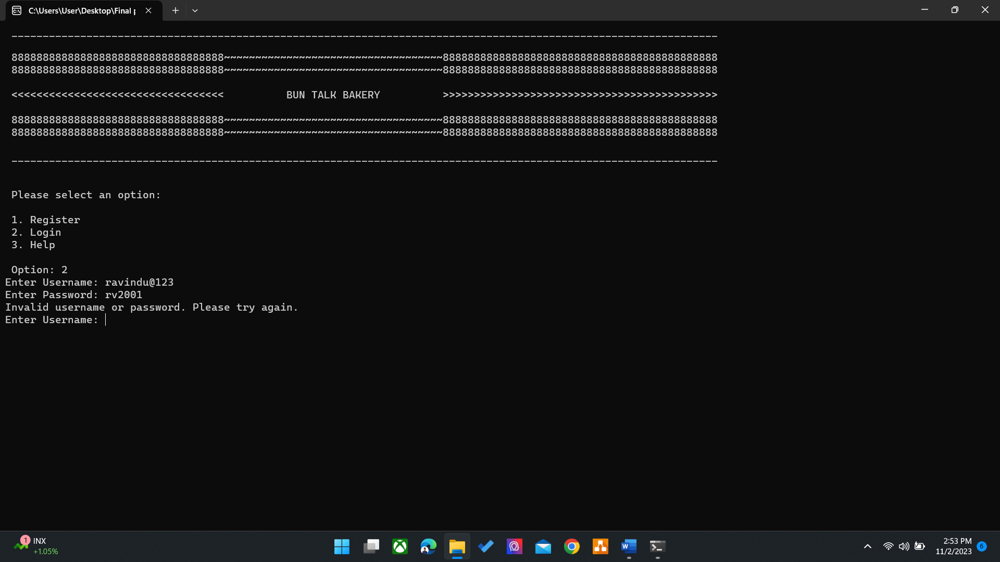 C:\Users\User\Desktop\Final p
-----------------------------------------------------------------------------------------------------------------
8888888888888888888888888888888888~~~~~~~~~~~~~~~~~~~~~~~~~~~~~~~~~~~88888888888888888888888888888888888888888888
8888888888888888888888888888888888~~~~~~~~~~~~~~~~~~~~~~~~~~~~~~~~~~~88888888888888888888888888888888888888888888
<<<<<<<<<<<<<<<<<<<<<<<<<<<<<<<<<<          BUN TALK BAKERY          >>>>>>>>>>>>>>>>>>>>>>>>>>>>>>>>>>>>>>>>>>>>
8888888888888888888888888888888888~~~~~~~~~~~~~~~~~~~~~~~~~~~~~~~~~~~88888888888888888888888888888888888888888888
8888888888888888888888888888888888~~~~~~~~~~~~~~~~~~~~~~~~~~~~~~~~~~~88888888888888888888888888888888888888888888
-----------------------------------------------------------------------------------------------------------------
Please select an option:
1. Register
2. Login
3. Help
Option: 2
Enter Username: ravindu@123
Enter Password: rv2001
Invalid username or password. Please try again.
Enter Username:
1
INX
+1.05%
2:53 PM
11/2/2023
6